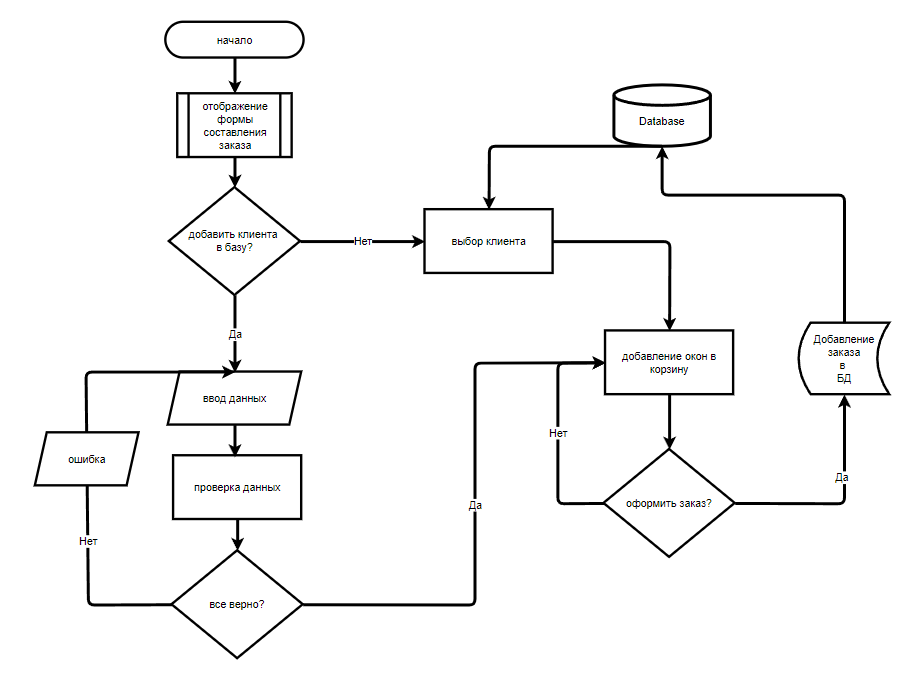 начало
отображение
формы
составления
заказа
Database
добавить клиента
в базу?
Нет
выбор клиента
Да
добавление окон в
корзину
Добавление
заказа
в
БД
ввод данных
ошибка
Нет
проверка данных
Да
Да
оформить заказ?
Нет
все верно?